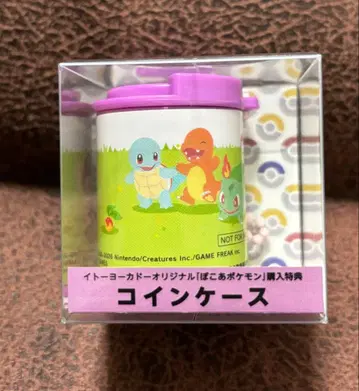 NOT FOR
Nintendo/Creatures Inc./GAME FREAK inc.
イトーヨーカドーオリジナル「ぽこあポケモン」購入特典
コインケース